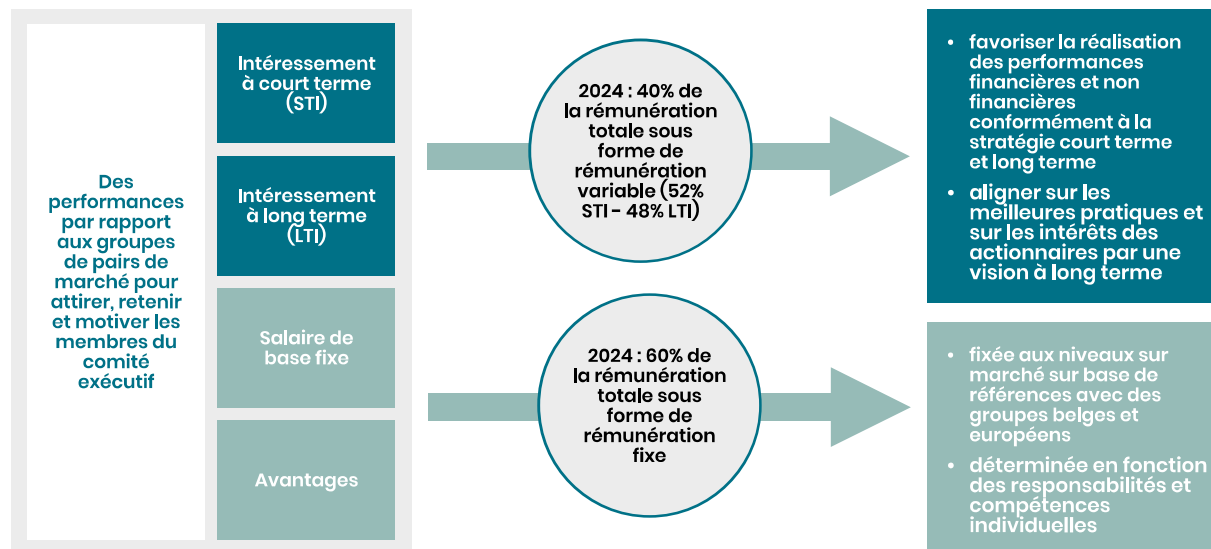 Des
performances
par rapport
aux groupes
de pairs de
marché pour
attirer, retenir
et motiver les
membres du
comité
exécutif
Intéressement
à court terme
(STI)
Intéressement
à long terme
(LTI)
Salaire de
base fixe
Avantages
2024 : 40% de
la rémunération
totale sous
forme de
rémunération
variable (52%
STI - 48% LTI)
2024 : 60% de
la rémunération
totale sous
forme de
rémunération
fixe
• favoriser la réalisation
des performances
financières et non
financières
conformément à la
stratégie court terme
et long terme
• aligner sur les
meilleures pratiques et
sur les intérêts des
actionnaires par une
vision à long terme
• fixée aux niveaux sur
marché sur base de
références avec des
groupes belges et
européens
• déterminée en fonction
des responsabilités et
compétences
individuelles